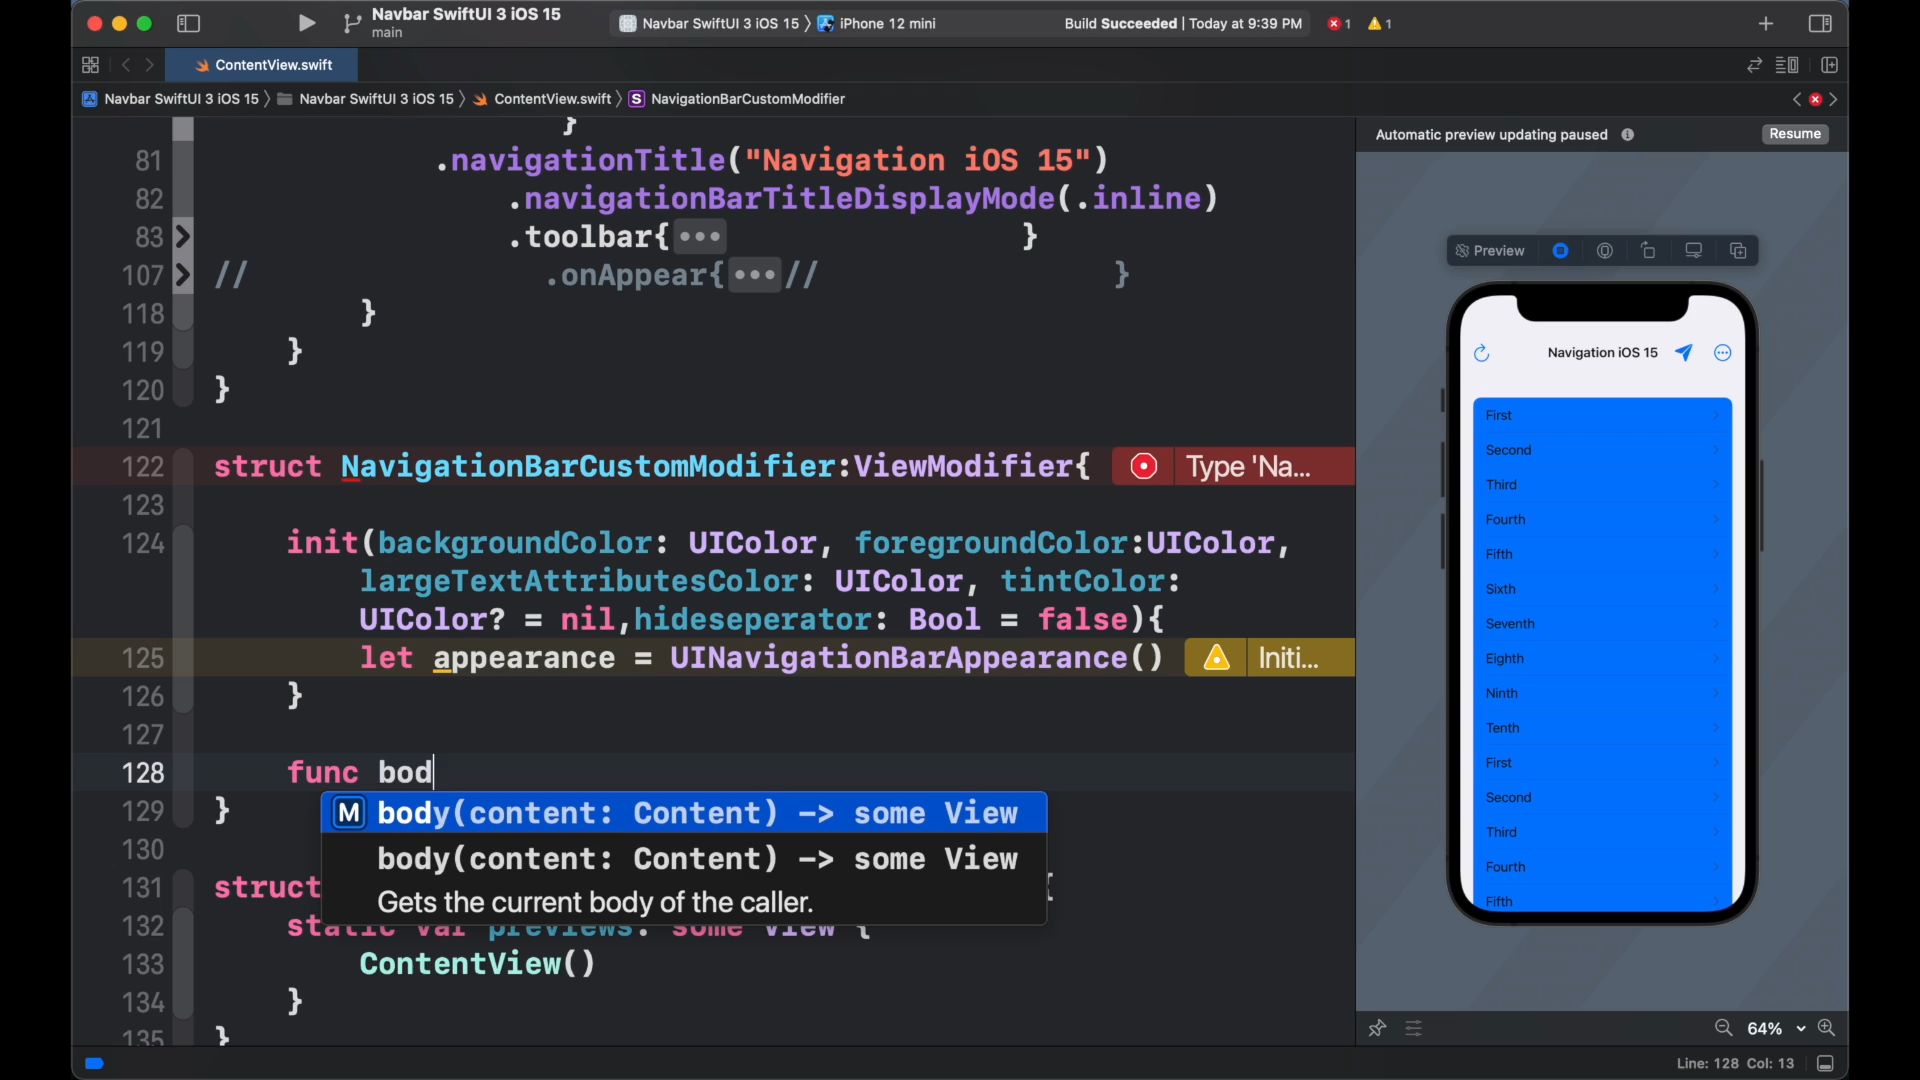 Navbar SwiftUI 3 iOS 15
main
Navbar SwiftUI 3 iOS 15 〉 iPhone 12 mini
Build Succeeded | Today at 9:39 PM
1
1
ContentView.swift
Navbar SwiftUI 3 iOS 15 〉 Navbar SwiftUI 3 iOS 15 〉 ContentView.swift 〉 S NavigationBarCustomModifier
Automatic preview updating paused
Resume
}
81 .navigationTitle("Navigation iOS 15")
82 .navigationBarTitleDisplayMode(.inline)
83 .toolbar{••• }
107 // .onAppear{•••// }
118 }
119 }
120 }
121
122 struct NavigationBarCustomModifier:ViewModifier{ Type 'Na...
123
124 init(backgroundColor: UIColor, foregroundColor:UIColor,
largeTextAttributesColor: UIColor, tintColor:
UIColor? = nil,hideseperator: Bool = false){
125 let appearance = UINavigationBarAppearance() Initi...
126 }
127
128 func bod
129 }
M body(content: Content) -> some View
130
body(content: Content) -> some View
131 struct {
Gets the current body of the caller.
132 static var previews: some View {
133 ContentView()
134 }
135 }
Preview
Navigation iOS 15
First
Second
Third
Fourth
Fifth
Sixth
Seventh
Eighth
Ninth
Tenth
First
Second
Third
Fourth
Fifth
64%
Line: 128 Col: 13